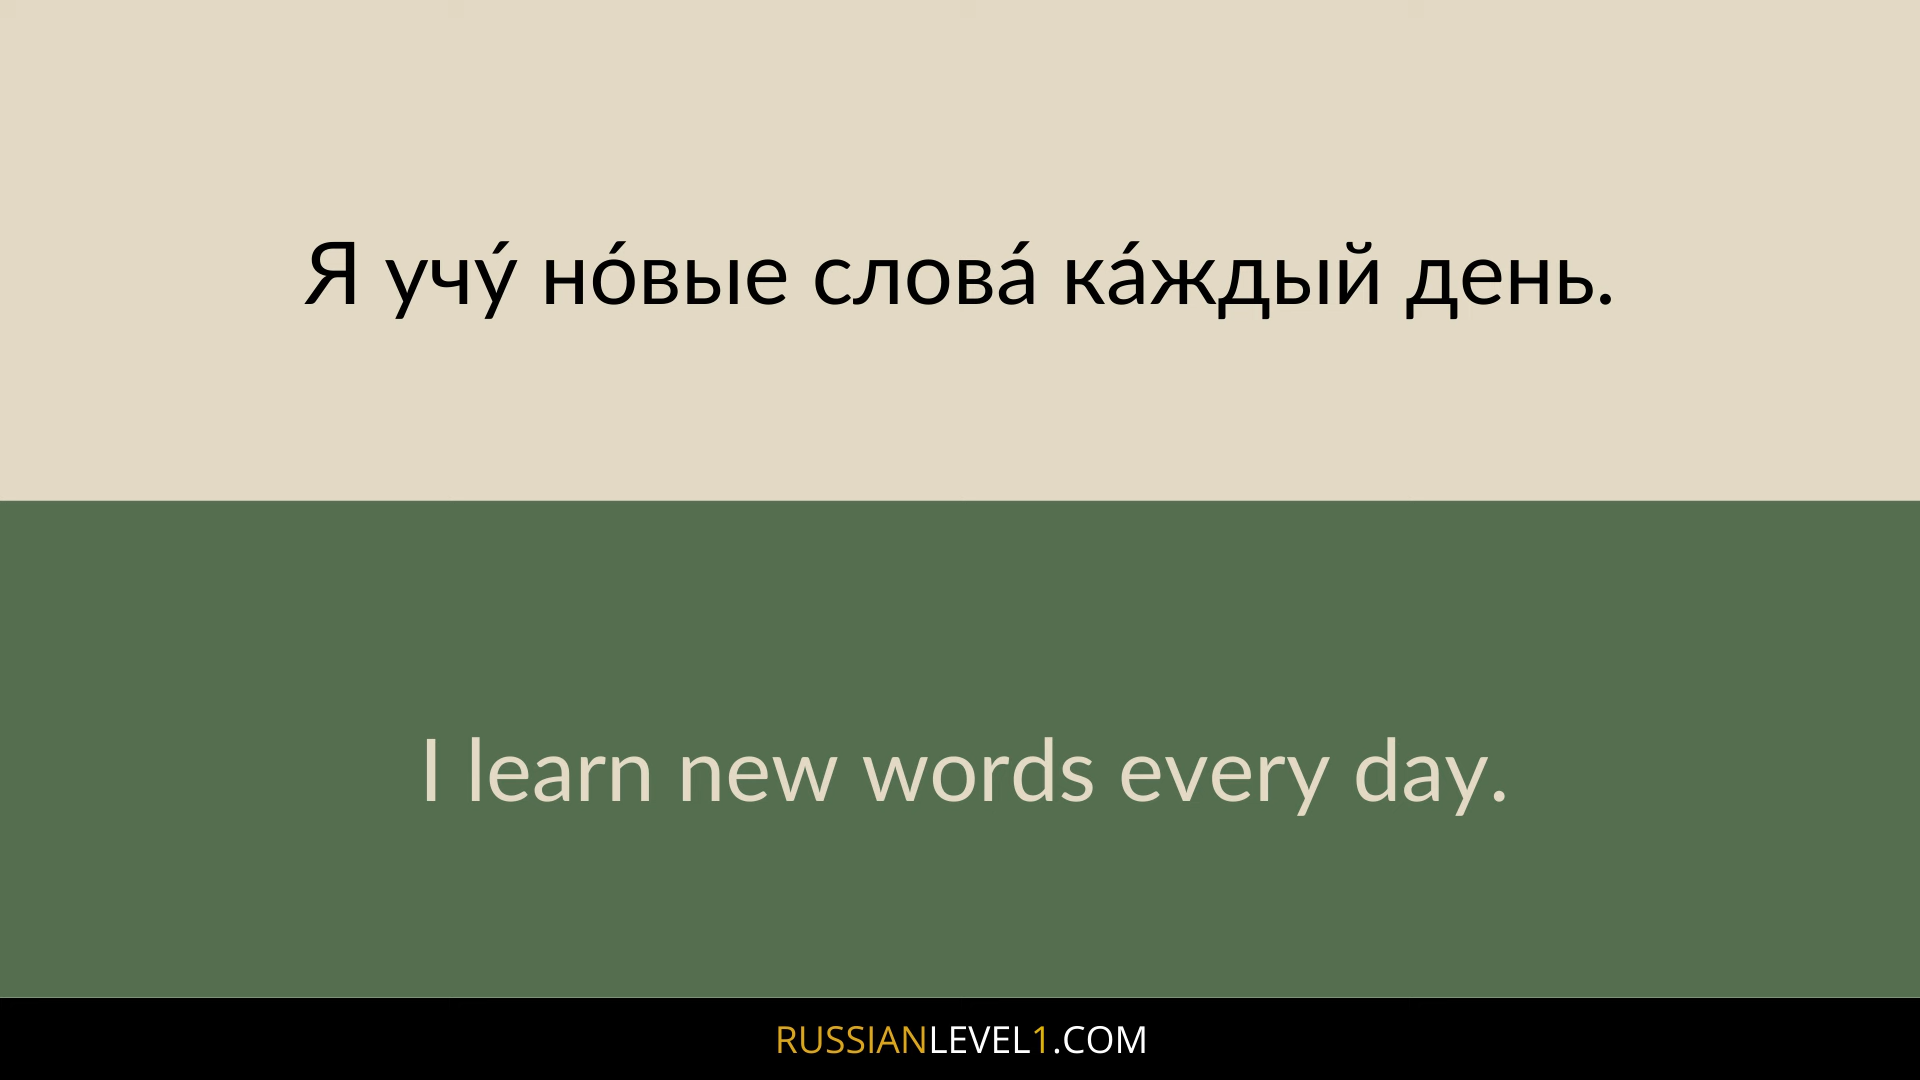 Я учу́ но́вые слова́ ка́ждый день.
I learn new words every day.
RUSSIANLEVEL1.COM